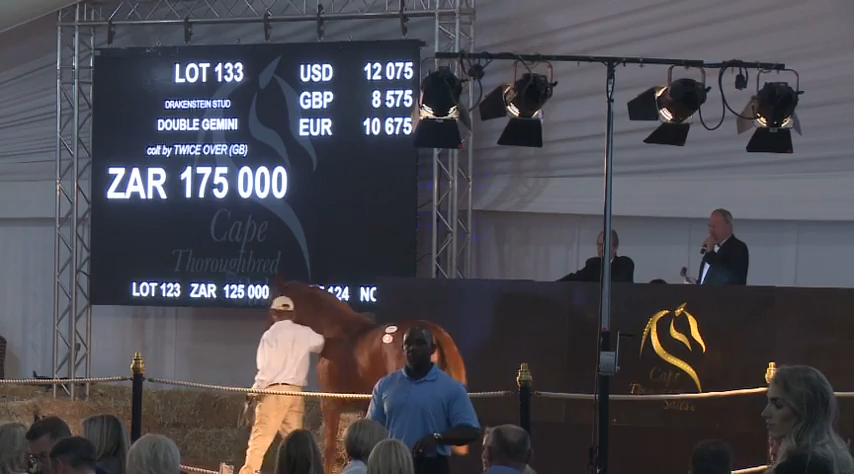 LOT 133
DRAKENSTEIN STUD
DOUBLE GEMINI
colt by TWICE OVER (GB)
ZAR 175 000
USD 12 075
GBP 8 575
EUR 10 675
Cape
Thoroughbred
LOT 123 ZAR 125 000 124 NO
Cape